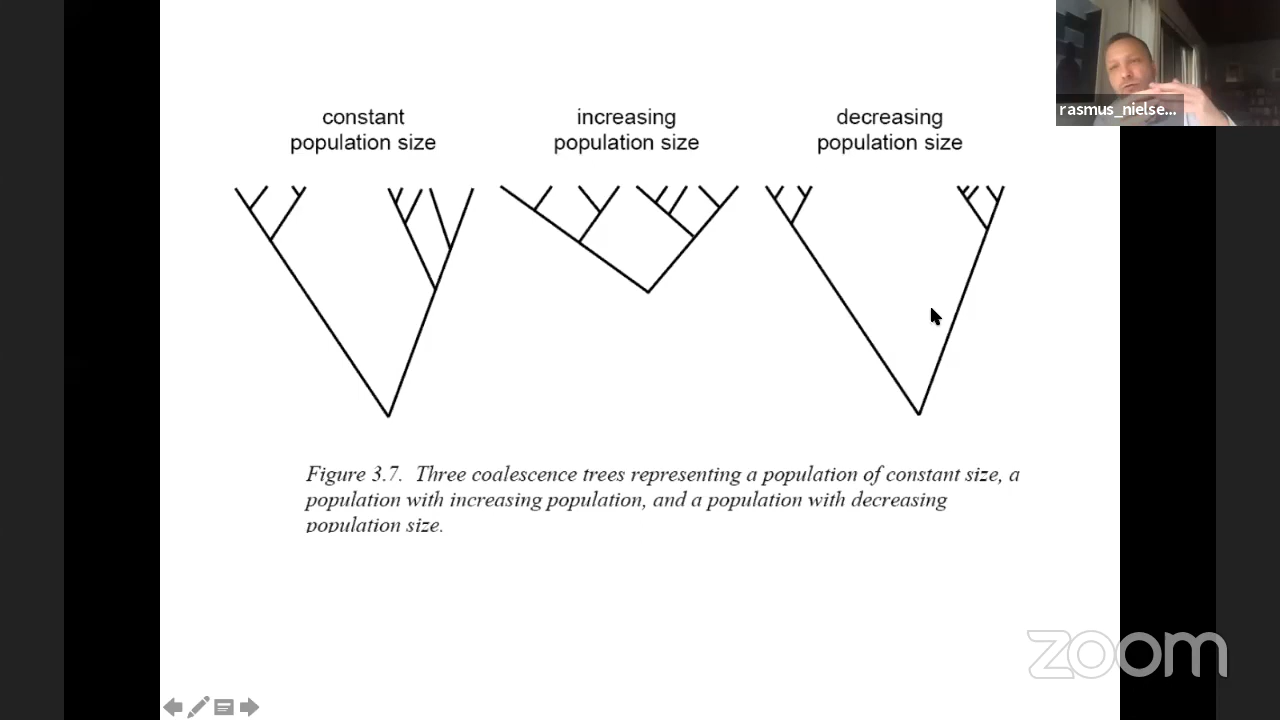 constant
population size
increasing
population size
decreasing
population size
rasmus_nielse...
Figure 3.7. Three coalescence trees representing a population of constant size, a
population with increasing population, and a population with decreasing
population size.
zoom